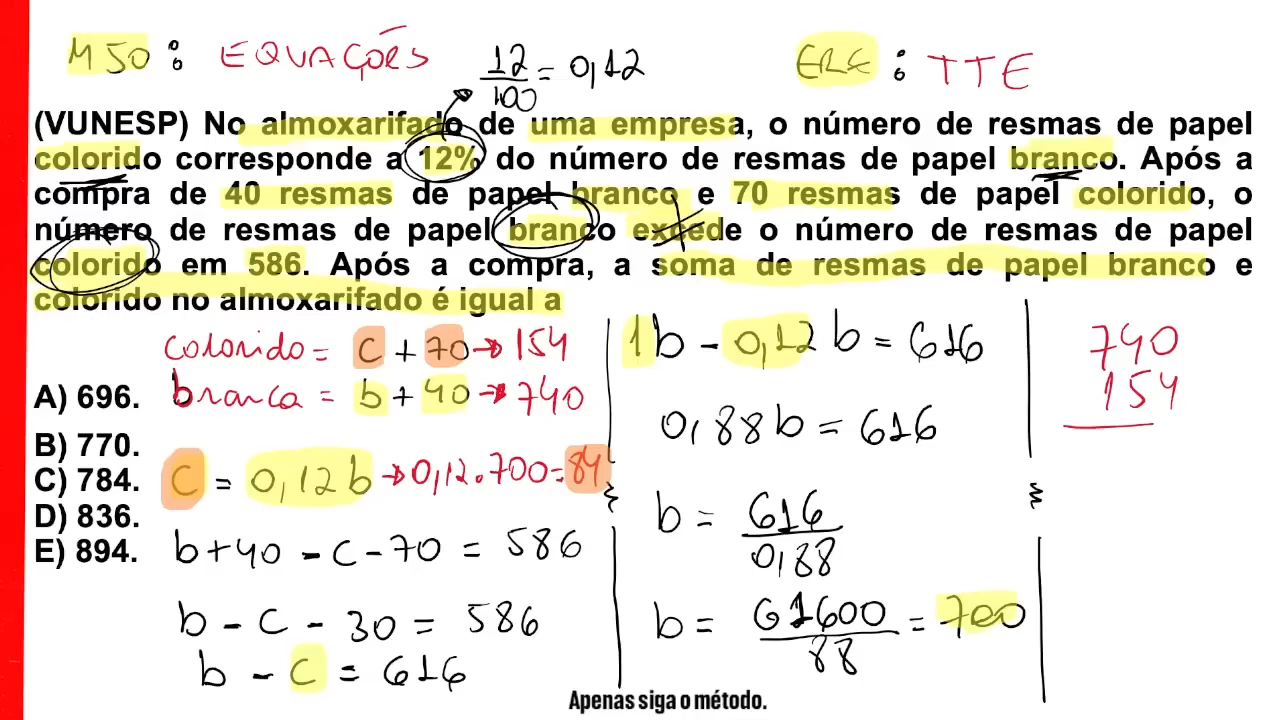 M50 : EQUAÇÕES
12/100 = 0,12
ERE : TTE
(VUNESP) No almoxarifado de uma empresa, o número de resmas de papel
colorido corresponde a 12% do número de resmas de papel branco. Após a
compra de 40 resmas de papel branco e 70 resmas de papel colorido, o
número de resmas de papel branco excede o número de resmas de papel
colorido em 586. Após a compra, a soma de resmas de papel branco e
colorido no almoxarifado é igual a
A) 696.
B) 770.
C) 784.
D) 836.
E) 894.
colorido = c + 70 → 154
branca = b + 40 → 740
c = 0,12b → 0,12.700=84
b+40 - c - 70 = 586
b - c - 30 = 586
b - c = 616
1b - 0,12b = 616
0,88b = 616
b = 616/0,88
b = 61600/88 = 700
740
154
Apenas siga o método.